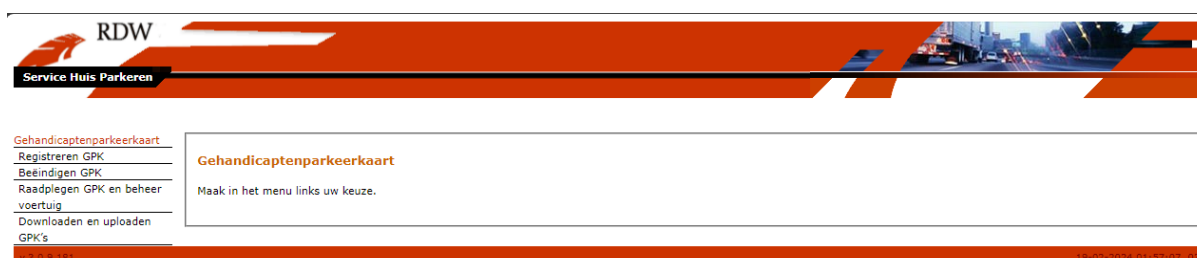 RDW
Service Huis Parkeren
Gehandicaptenparkeerkaart
Registreren GPK
Beëindigen GPK
Raadplegen GPK en beheer
voertuig
Downloaden en uploaden
GPK's
Gehandicaptenparkeerkaart
Maak in het menu links uw keuze.